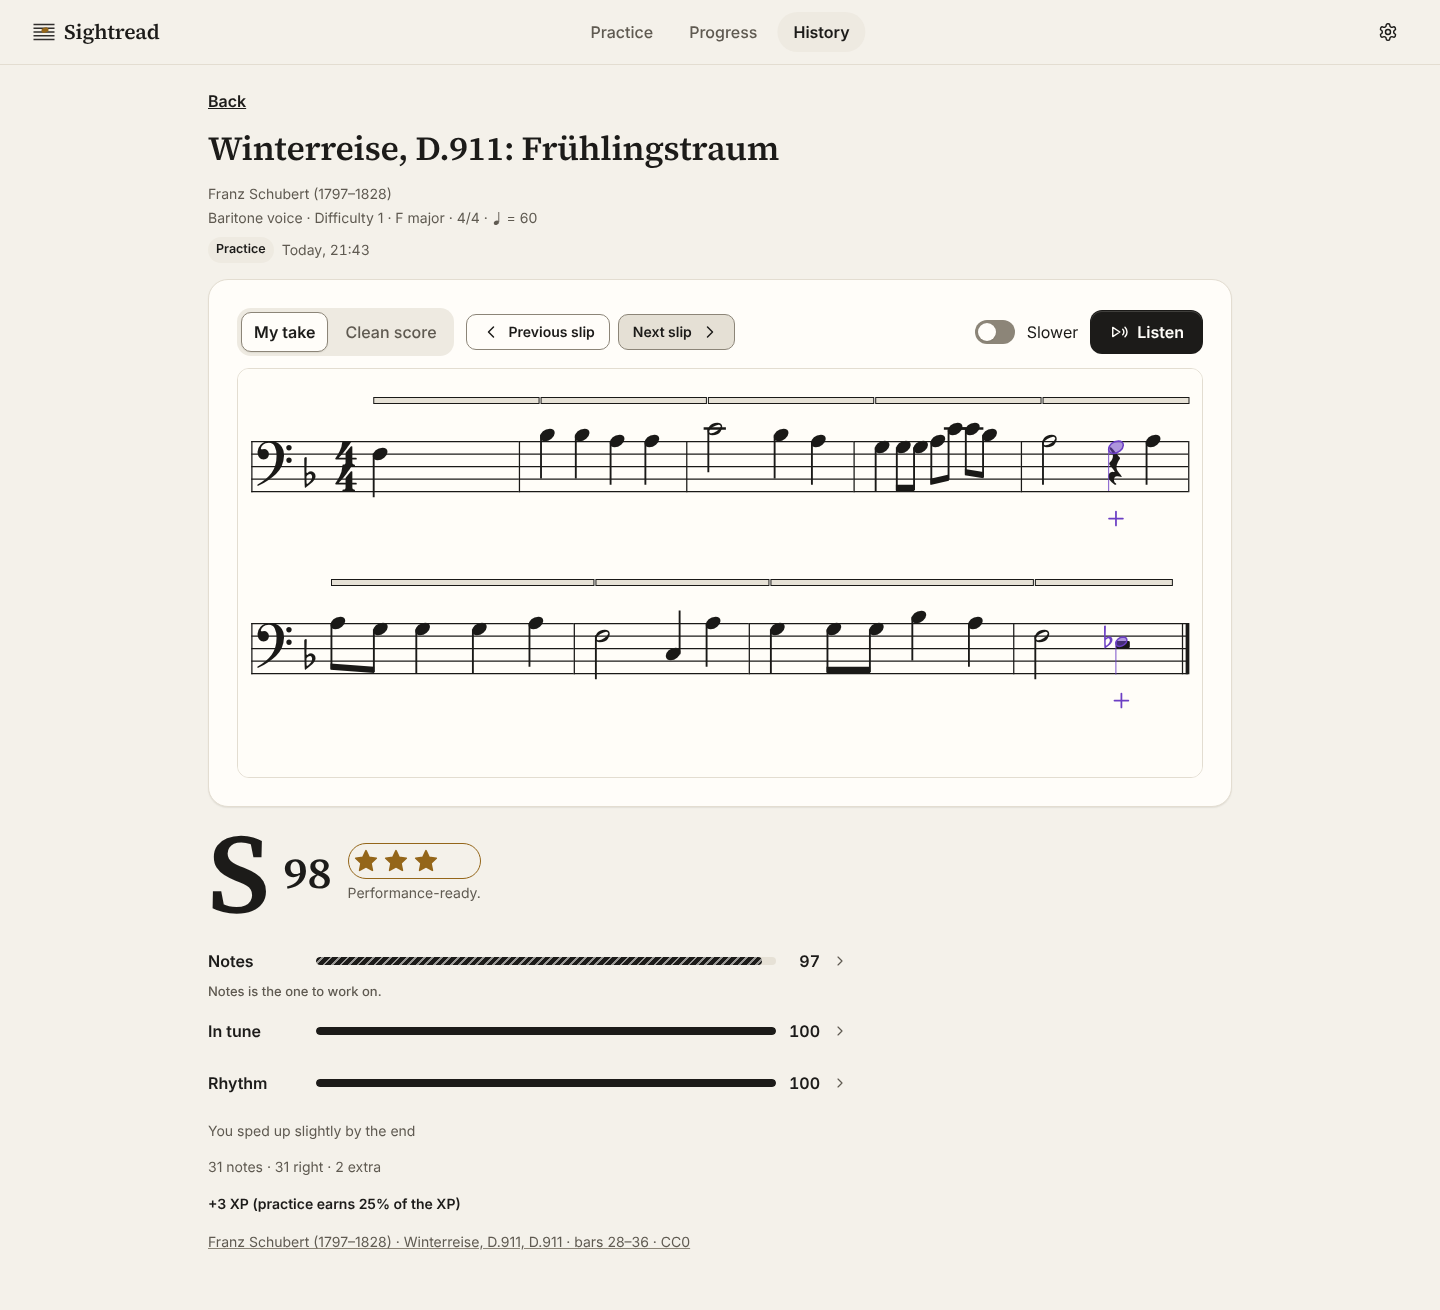 Sightread
Practice
Progress
History
Back
Winterreise, D.911: Frühlingstraum
Franz Schubert (1797–1828)
Baritone voice · Difficulty 1 · F major · 4/4 · ♩ = 60
Practice Today, 21:43
My take
Clean score
Previous slip
Next slip
Slower
Listen
4
4
S 98
Performance-ready.
Notes 97
Notes is the one to work on.
In tune 100
Rhythm 100
You sped up slightly by the end
31 notes · 31 right · 2 extra
+3 XP (practice earns 25% of the XP)
Franz Schubert (1797–1828) · Winterreise, D.911, D.911 · bars 28–36 · CC0